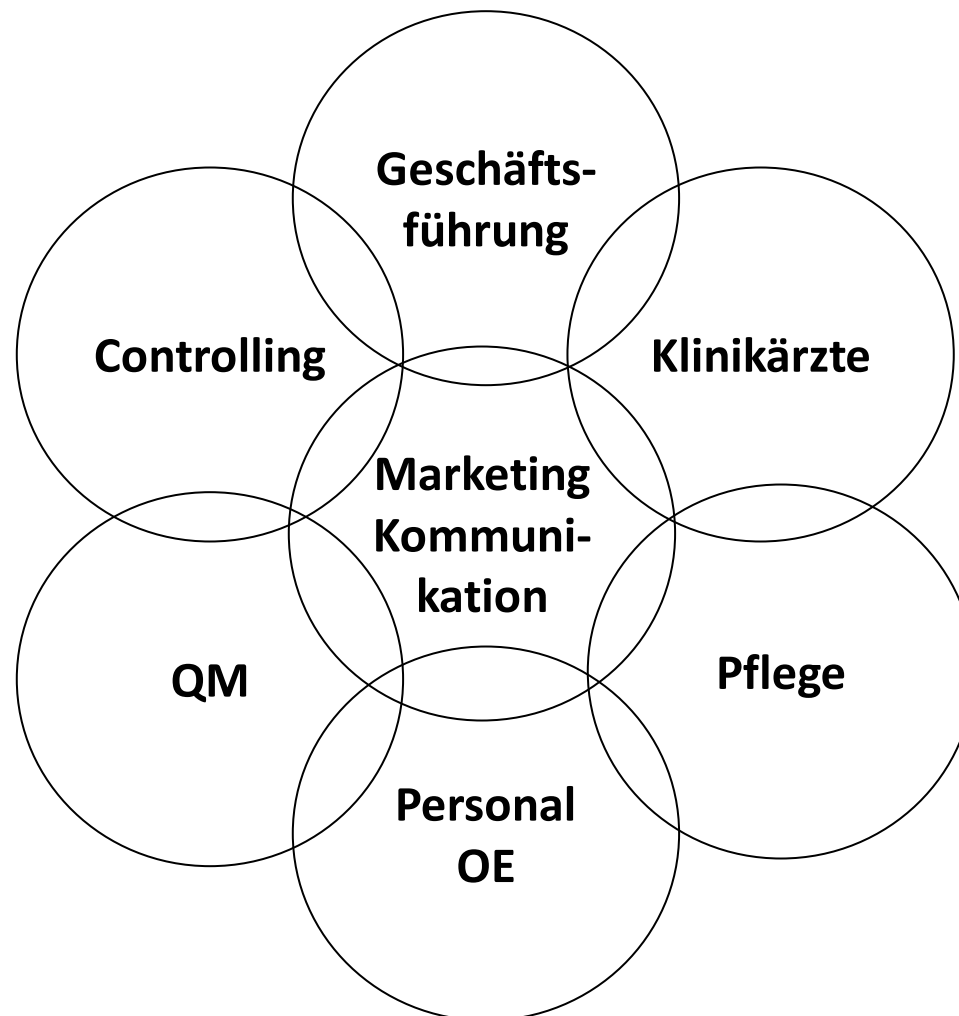 Geschäfts-
führung
Controlling
Klinikärzte
Marketing
Kommuni-
kation
QM
Pflege
Personal
OE